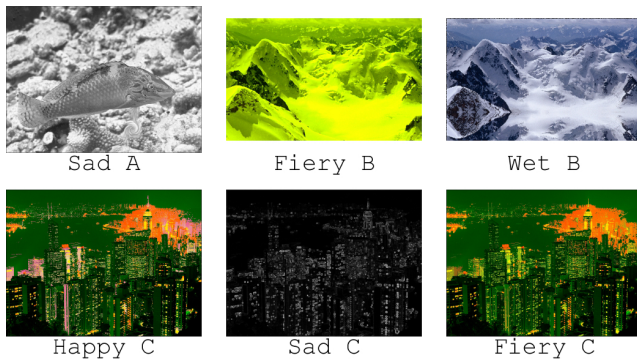 Sad A
Fiery B
Wet B
Happy C
Sad C
Fiery C